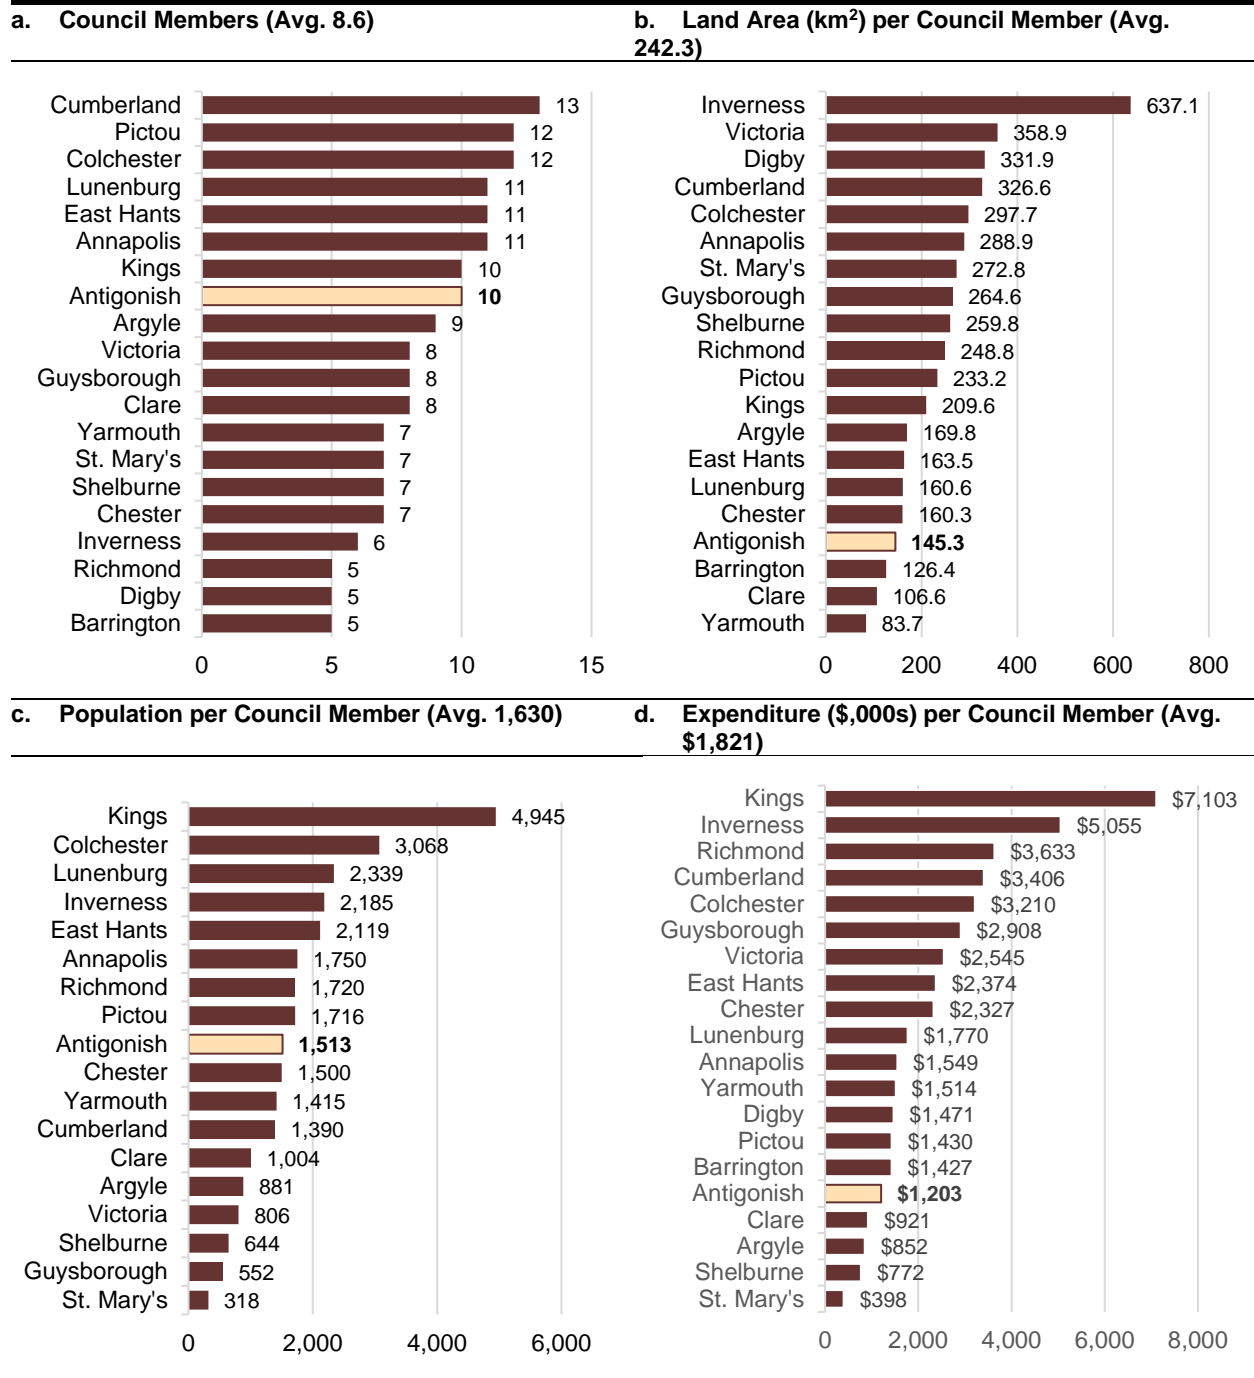 a. Council Members (Avg. 8.6)
Cumberland 13
Pictou 12
Colchester 12
Lunenburg 11
East Hants 11
Annapolis 11
Kings 10
Antigonish 10
Argyle 9
Victoria 8
Guysborough 8
Clare 8
Yarmouth 7
St. Mary's 7
Shelburne 7
Chester 7
Inverness 6
Richmond 5
Digby 5
Barrington 5
0 5 10 15
b. Land Area (km²) per Council Member (Avg.
242.3)
Inverness 637.1
Victoria 358.9
Digby 331.9
Cumberland 326.6
Colchester 297.7
Annapolis 288.9
St. Mary's 272.8
Guysborough 264.6
Shelburne 259.8
Richmond 248.8
Pictou 233.2
Kings 209.6
Argyle 169.8
East Hants 163.5
Lunenburg 160.6
Chester 160.3
Antigonish 145.3
Barrington 126.4
Clare 106.6
Yarmouth 83.7
0 200 400 600 800
c. Population per Council Member (Avg. 1,630)
Kings 4,945
Colchester 3,068
Lunenburg 2,339
Inverness 2,185
East Hants 2,119
Annapolis 1,750
Richmond 1,720
Pictou 1,716
Antigonish 1,513
Chester 1,500
Yarmouth 1,415
Cumberland 1,390
Clare 1,004
Argyle 881
Victoria 806
Shelburne 644
Guysborough 552
St. Mary's 318
0 2,000 4,000 6,000
d. Expenditure ($,000s) per Council Member (Avg.
$1,821)
Kings $7,103
Inverness $5,055
Richmond $3,633
Cumberland $3,406
Colchester $3,210
Guysborough $2,908
Victoria $2,545
East Hants $2,374
Chester $2,327
Lunenburg $1,770
Annapolis $1,549
Yarmouth $1,514
Digby $1,471
Pictou $1,430
Barrington $1,427
Antigonish $1,203
Clare $921
Argyle $852
Shelburne $772
St. Mary's $398
0 2,000 4,000 6,000 8,000